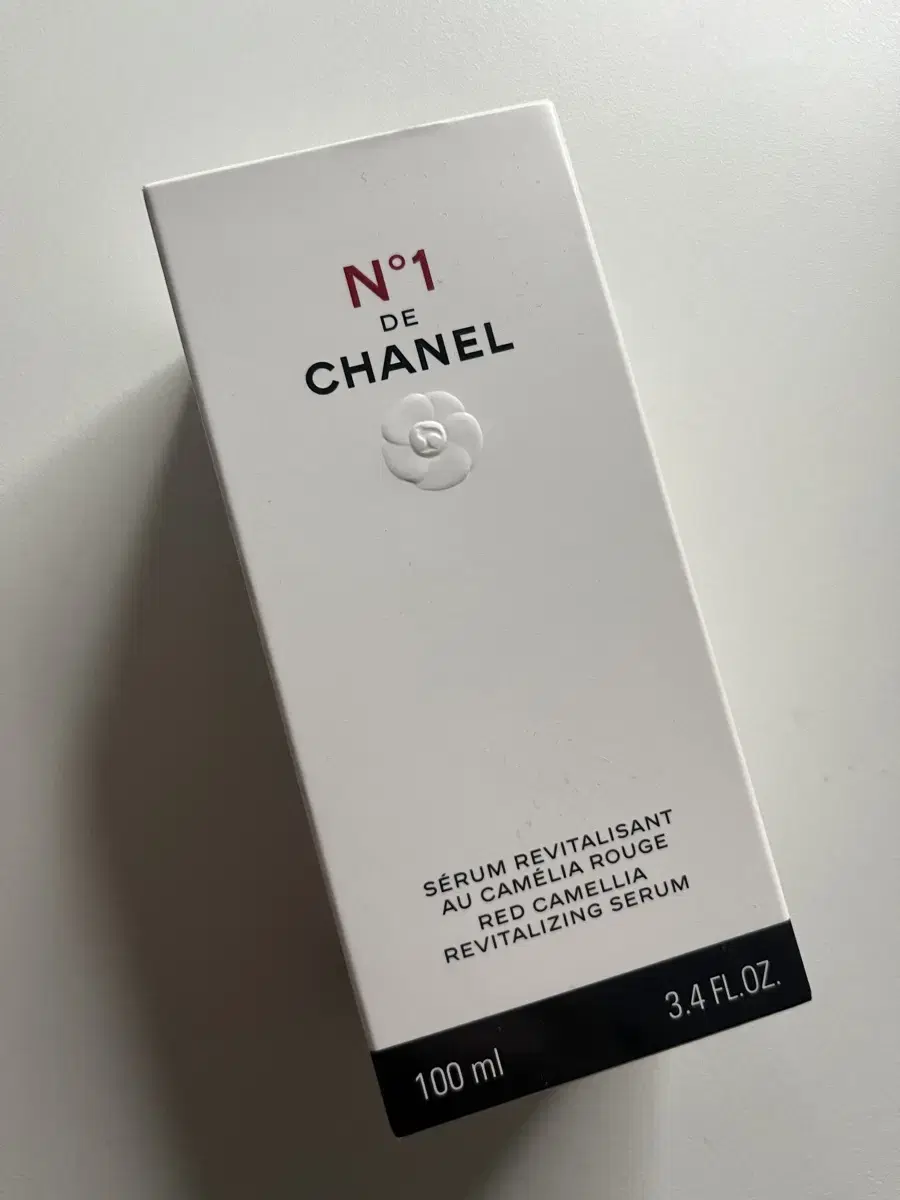 N°1
DE
CHANEL
SÉRUM REVITALISANT
AU CAMÉLIA ROUGE
RED CAMELLIA
REVITALIZING SERUM
100 ml 3.4 FL.OZ.